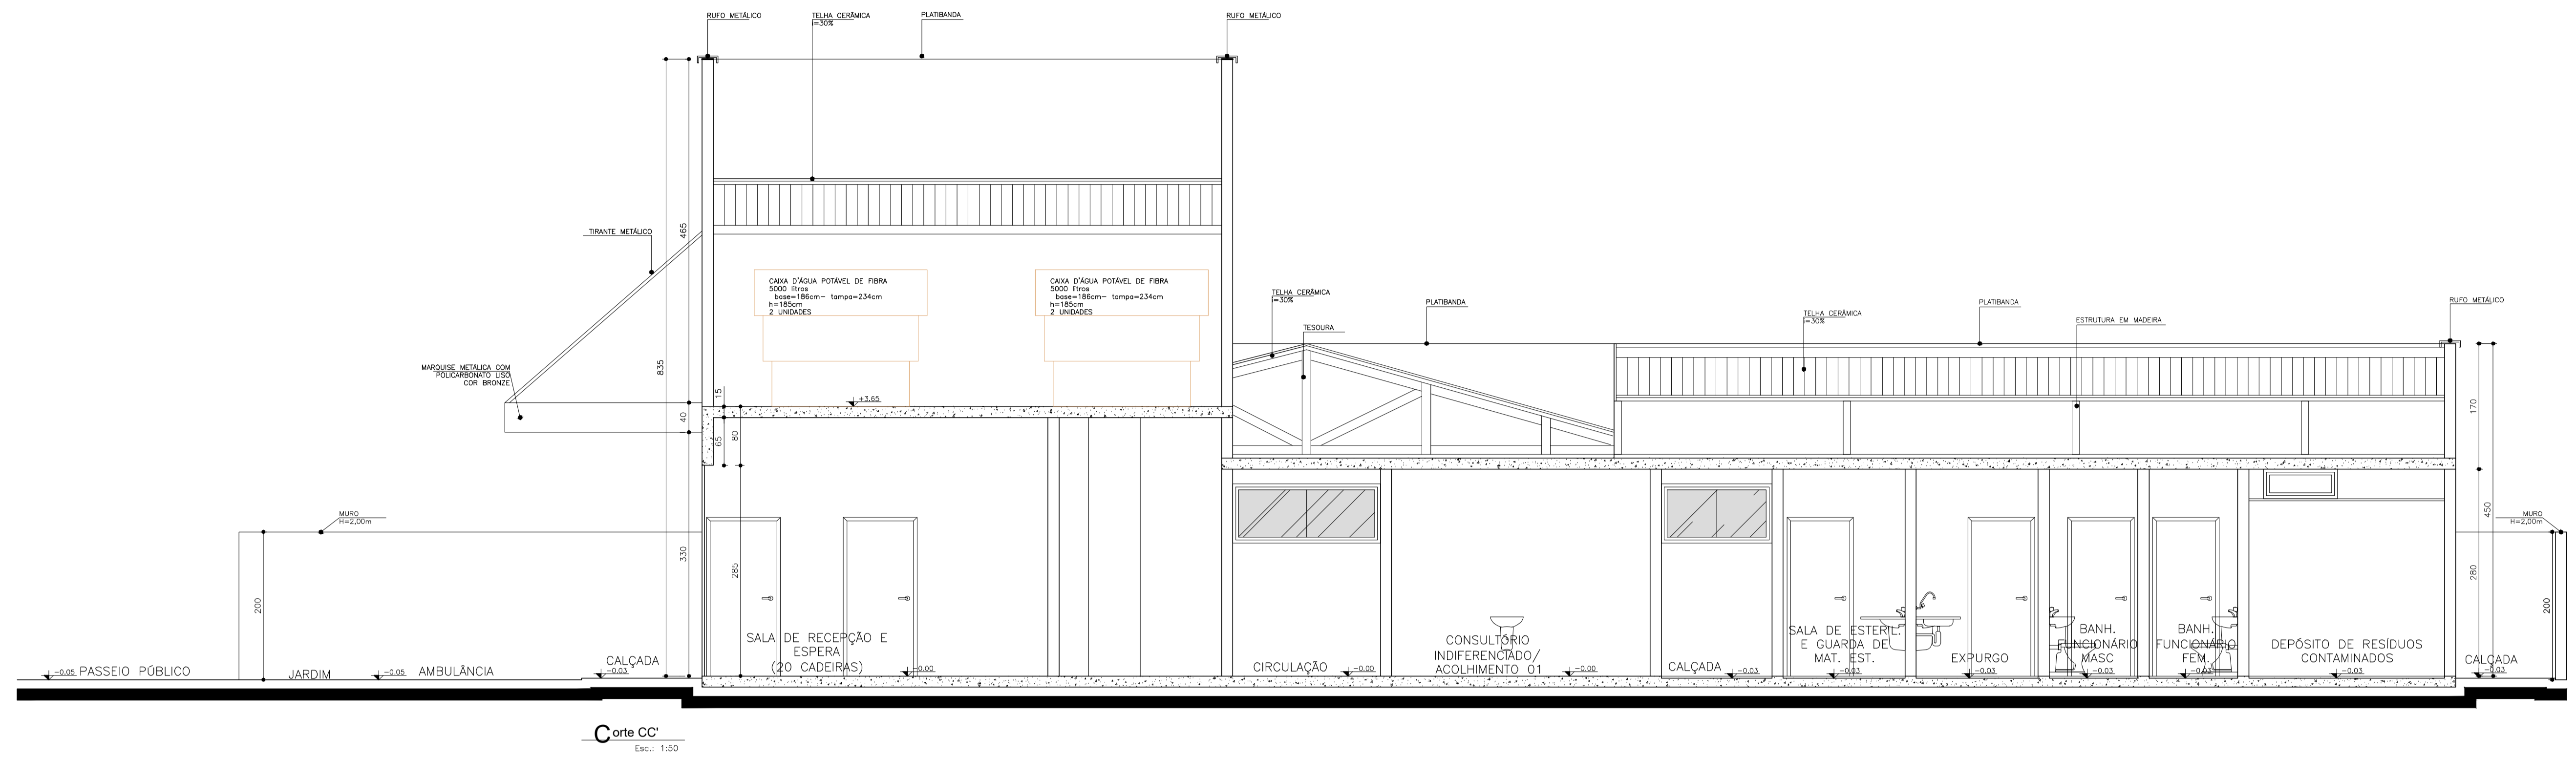 RUFO METÁLICO
TELHA CERÂMICA
i=30%
PLATIBANDA
RUFO METÁLICO
465
TIRANTE METÁLICO
835
MARQUISE METÁLICA COM
POLICARBONATO LISO
COR BRONZE
CAIXA D'ÁGUA POTÁVEL DE FIBRA
5000 litros
base=186cm- tampa=234cm
h=185cm
2 UNIDADES
CAIXA D'ÁGUA POTÁVEL DE FIBRA
5000 litros
base=186cm- tampa=234cm
h=185cm
2 UNIDADES
TELHA CERÂMICA
i=30%
TESOURA
PLATIBANDA
TELHA CERÂMICA
i=30%
PLATIBANDA
ESTRUTURA EM MADEIRA
RUFO METÁLICO
15
+3,65
40
65
80
170
450
MURO
H=2,00m
MURO
H=2,00m
200
330
285
280
200
-0.05
PASSEIO PÚBLICO
JARDIM
-0.05
AMBULÂNCIA
CALÇADA
-0.03
SALA DE RECEPÇÃO E
ESPERA
(20 CADEIRAS)
-0.00
CIRCULAÇÃO
-0.00
CONSULTÓRIO
INDIFERENCIADO/
ACOLHIMENTO 01
-0.00
CALÇADA
-0.03
SALA DE ESTERIL.
E GUARDA DE
MAT. EST.
-0.03
EXPURGO
-0.03
BANH.
FUNCIONÁRIO
MASC
-0.03
BANH.
FUNCIONÁRIO
FEM.
-0.03
DEPÓSITO DE RESÍDUOS
CONTAMINADOS
-0.03
CALÇADA
-0.03
Corte CC'
Esc.: 1:50